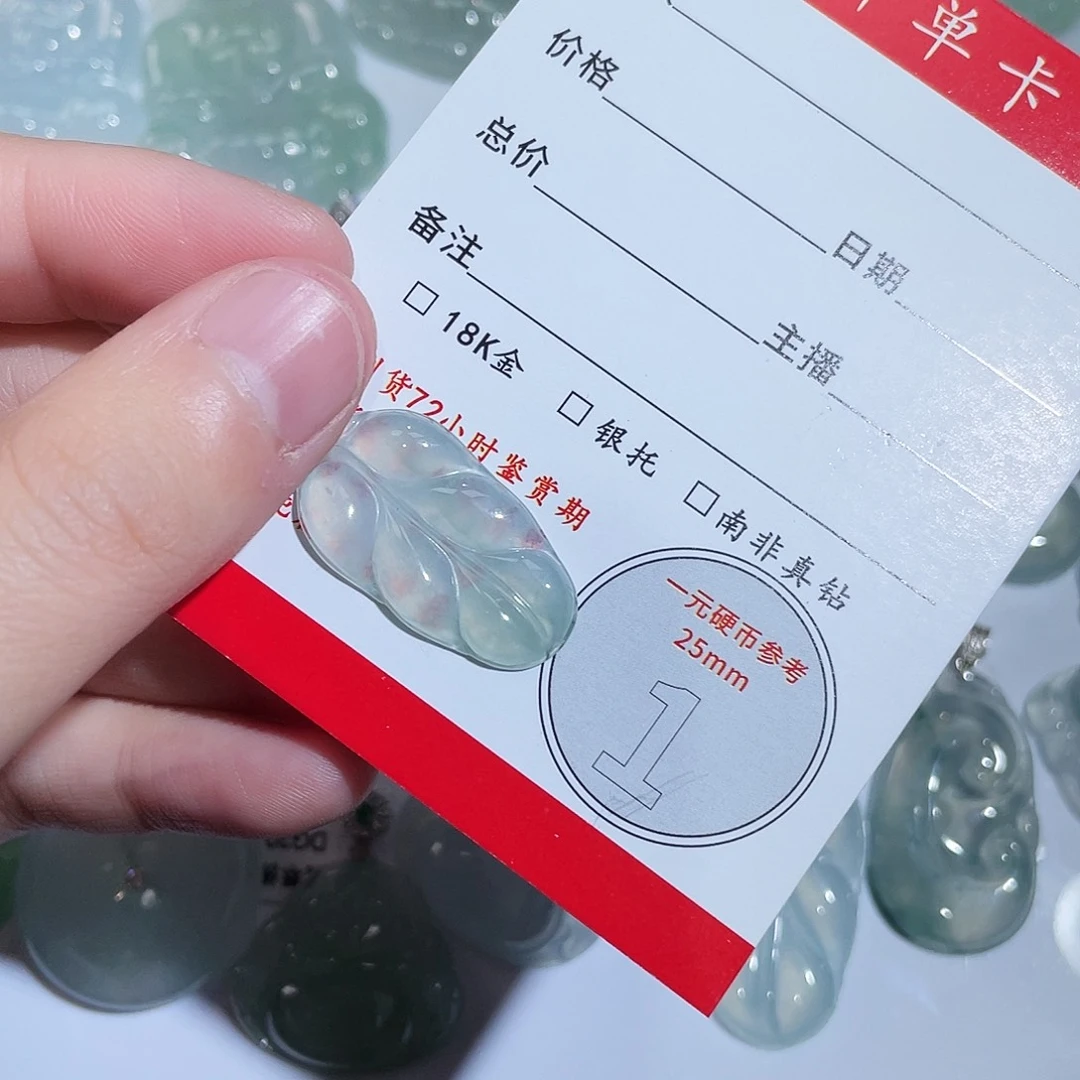 单卡
价格
日期
总价
主播
备注
□ 18K金 □ 银托 □ 南非真钻
货72小时鉴赏期
一元硬币参考
25mm
1